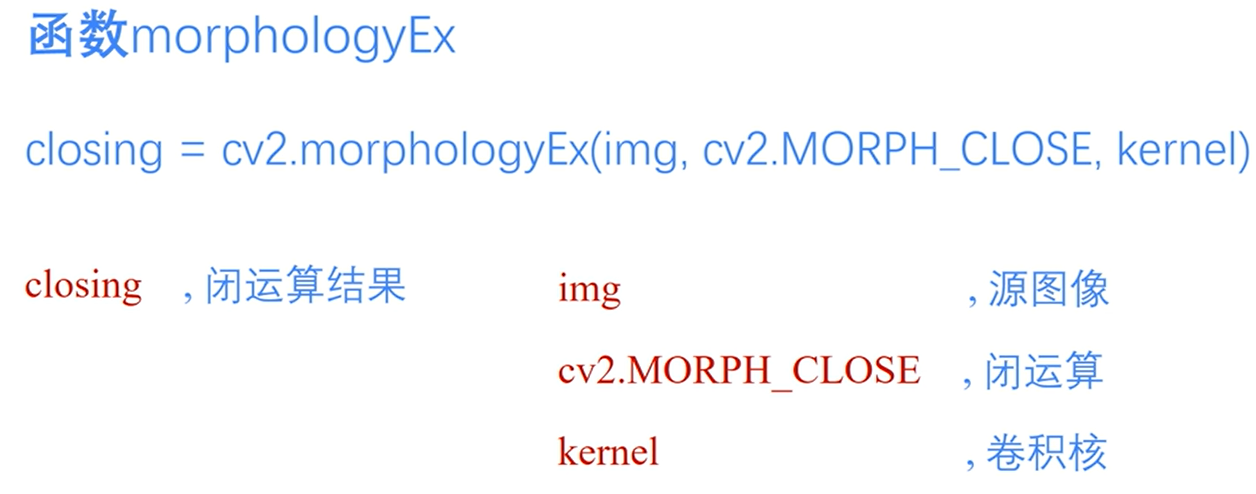 函数morphologyEx
closing = cv2.morphologyEx(img, cv2.MORPH_CLOSE, kernel)
closing , 闭运算结果 img , 源图像
cv2.MORPH_CLOSE , 闭运算
kernel , 卷积核